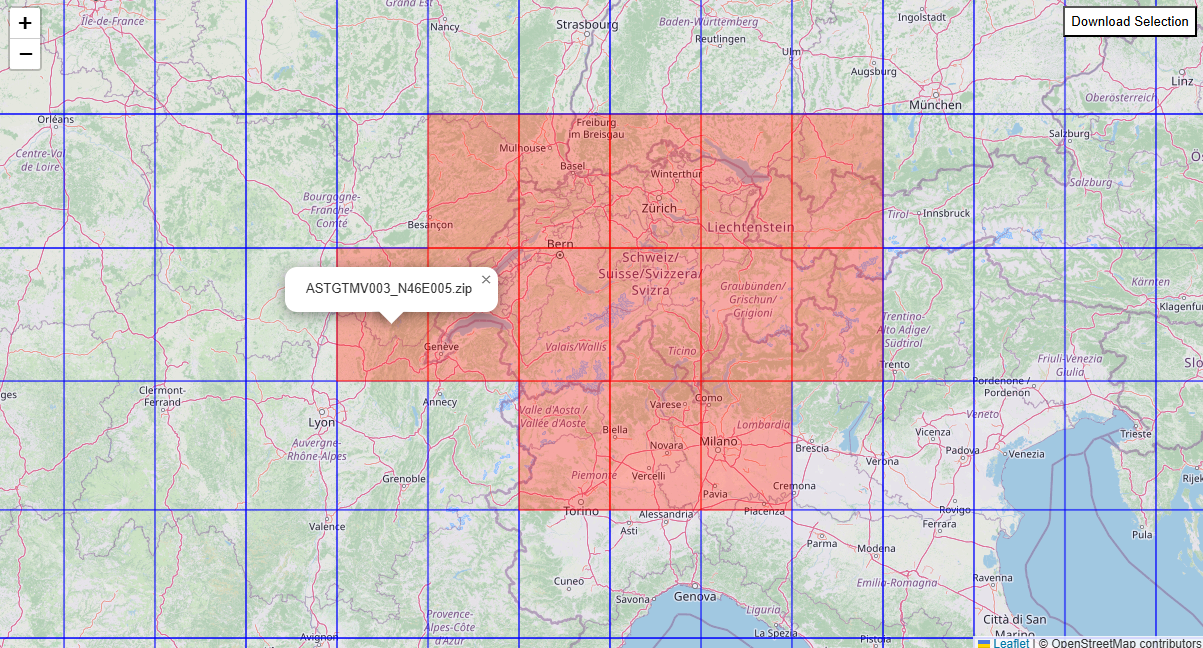 +
−
Download Selection
Île-de-France
Grand Est
Nancy
Strasbourg
Baden-Württemberg
Reutlingen
Ingolstadt
Ulm
Augsburg
Linz
München
Oberösterreich
Orléans
Freiburg
im Breisgau
Salzburg
Mulhouse
Centre-Val
de Loire
Basel
Winterthur
Salzburg
Bourgogne-
Franche-
Comté
Zürich
Tirol
Innsbruck
Besançon
Liechtenstein
Bern
Schweiz/
Suisse/Svizzera/
Svizra
ASTGTMV003_N46E005.zip
×
Graubünden/
Grischun/
Grigioni
Kärnten
Klagenfur
Trentino-
Alto Adige/
Südtirol
Genève
Valais/Wallis
Ticino
Trento
Friuli-Venezia
Giulia
Slo
ges
Clermont-
Ferrand
Annecy
Pordenone /
Pordenon
Varese
Como
Valle d'Aosta /
Vallée d'Aoste
Veneto
Lyon
Biella
Lombardia
Milano
Vicenza
Trieste
Auvergne-
Rhône-Alpes
Novara
Brescia
Verona
Padova
Venezia
Grenoble
Piemonte
Vercelli
Cremona
Rijek
Pavia
Torino
Alessandria
Piacenza
Rovigo
Valence
Asti
Ferrara
Pula
Parma
Modena
Cuneo
Emilia-Romagna
Ravenna
Savona
Genova
Provence-
Alpes-Côte
d'Azur
Liguria
Città di San
Marino
La Spezia
Avignon
Pistoia
Leaflet | © OpenStreetMap contributors